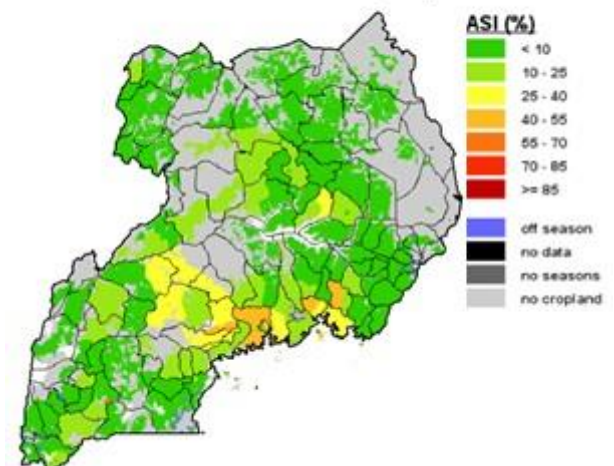 ASI (%)
< 10
10 - 25
25 - 40
40 - 55
55 - 70
70 - 85
>= 85
off season
no data
no seasons
no cropland